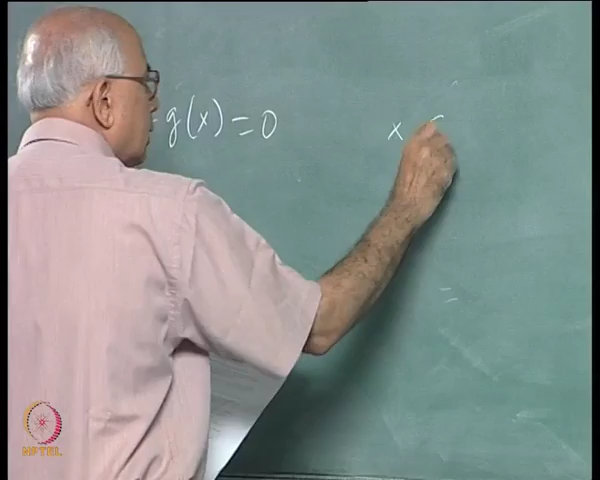 g(x) = 0
x
NPTEL